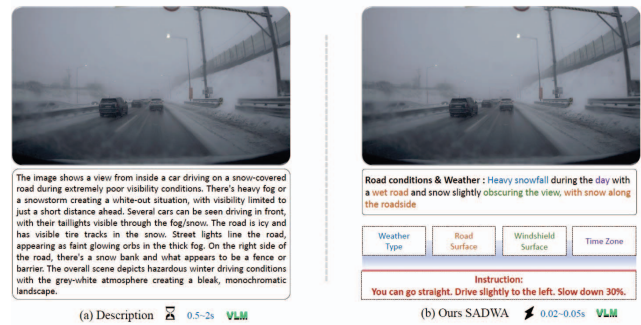 The image shows a view from inside a car driving on a snow-covered
road during extremely poor visibility conditions. There's heavy fog or
a snowstorm creating a white-out situation, with visibility limited to
just a short distance ahead. Several cars can be seen driving in front,
with their taillights visible through the fog/snow. The road is icy and
has visible tire tracks in the snow. Street lights line the road,
appearing as faint glowing orbs in the thick fog. On the right side of
the road, there's a snow bank and what appears to be a fence or
barrier. The overall scene depicts hazardous winter driving conditions
with the grey-white atmosphere creating a bleak, monochromatic
landscape.
(a) Description 0.5~2s VLM
Road conditions & Weather : Heavy snowfall during the day with
a wet road and snow slightly obscuring the view, with snow along
the roadside
Weather
Type
Road
Surface
Windshield
Surface
Time Zone
Instruction:
You can go straight. Drive slightly to the left. Slow down 30%.
(b) Ours SADWA 0.02~0.05s VLM